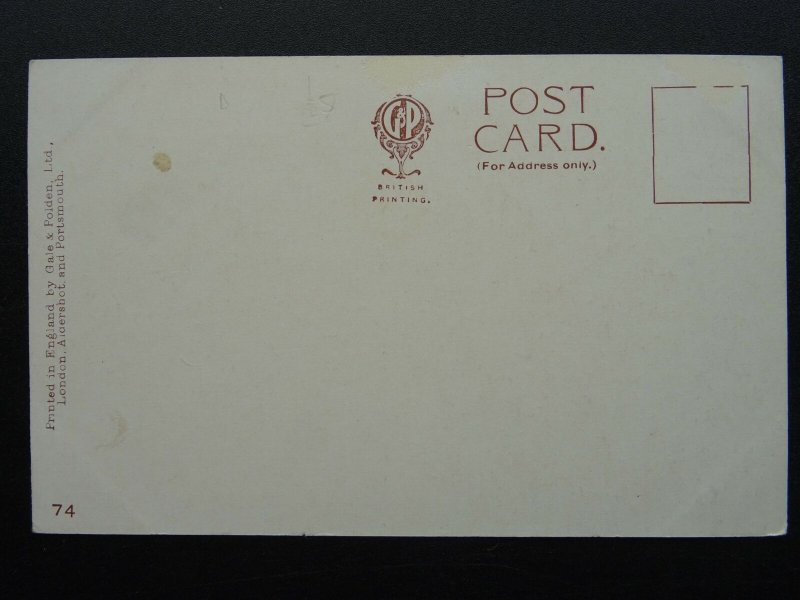 POST
CARD.
(For Address only.)
G&P
BRITISH
PRINTING.
Printed in England by Gale & Polden, Ltd.,
London, Aldershot, and Portsmouth.
74